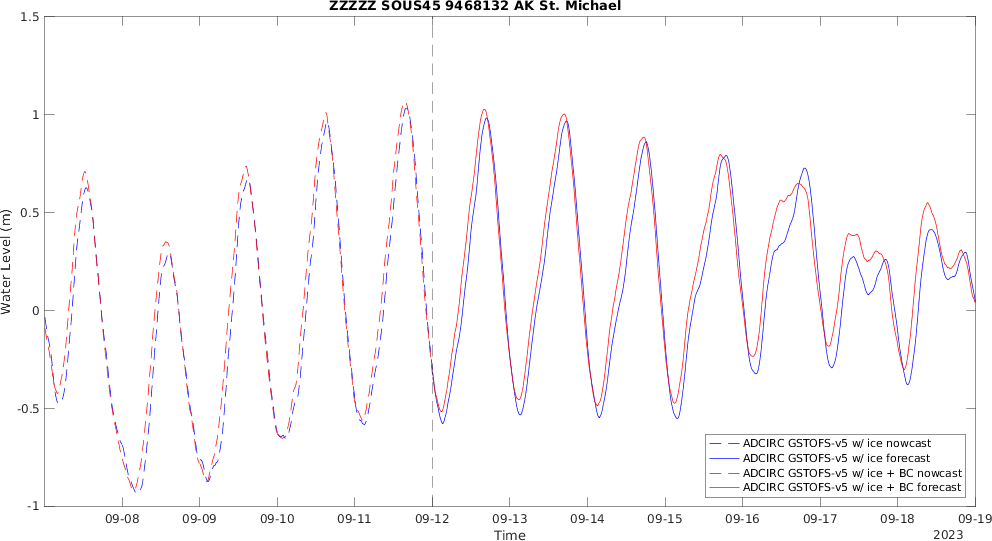 ZZZZZ SOUS45 9468132 AK St. Michael
Water Level (m)
1.5
1
0.5
0
-0.5
-1
09-08 09-09 09-10 09-11 09-12 09-13 09-14 09-15 09-16 09-17 09-18 09-19
Time
2023
ADCIRC GSTOFS-v5 w/ ice nowcast
ADCIRC GSTOFS-v5 w/ ice forecast
ADCIRC GSTOFS-v5 w/ ice + BC nowcast
ADCIRC GSTOFS-v5 w/ ice + BC forecast